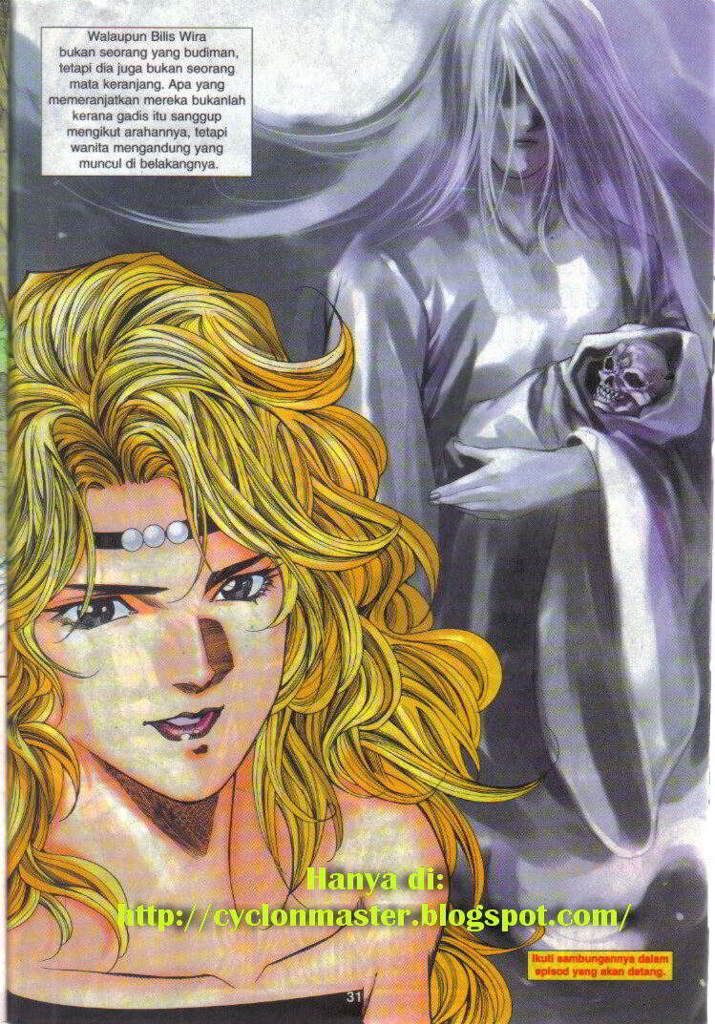 Walaupun Bilis Wira
bukan seorang yang budiman,
tetapi dia juga bukan seorang
mata keranjang. Apa yang
memeranjatkan mereka bukanlah
kerana gadis itu sanggup
mengikut arahannya, tetapi
wanita mengandung yang
muncul di belakangnya.
Hanya di:
http://cyclonmaster.blogspot.com/
Ikuti sambungannya dalam
episod yang akan datang.
31